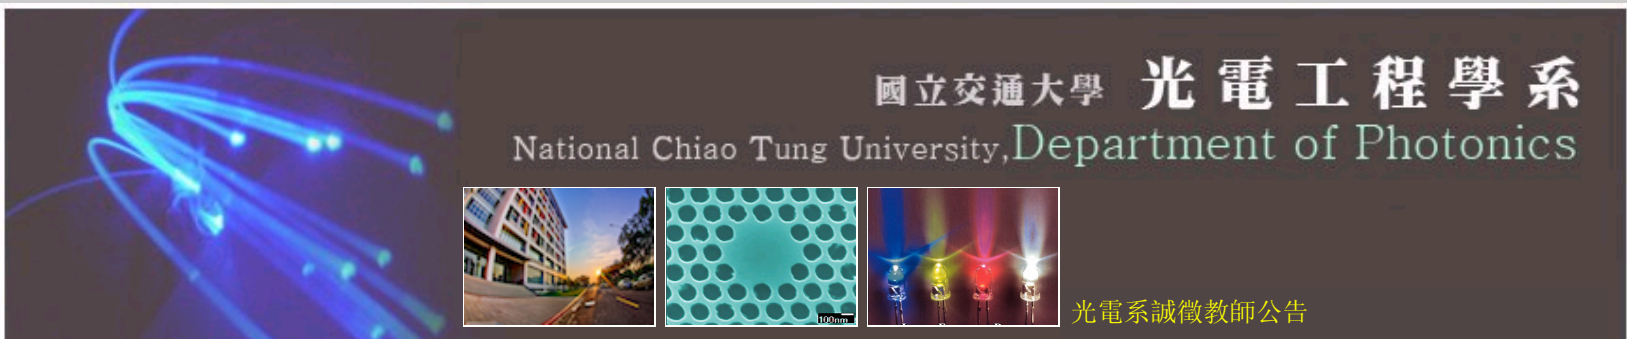 國立交通大學 光電工程學系
National Chiao Tung University,Department of Photonics
100nm
光電系誠徵教師公告